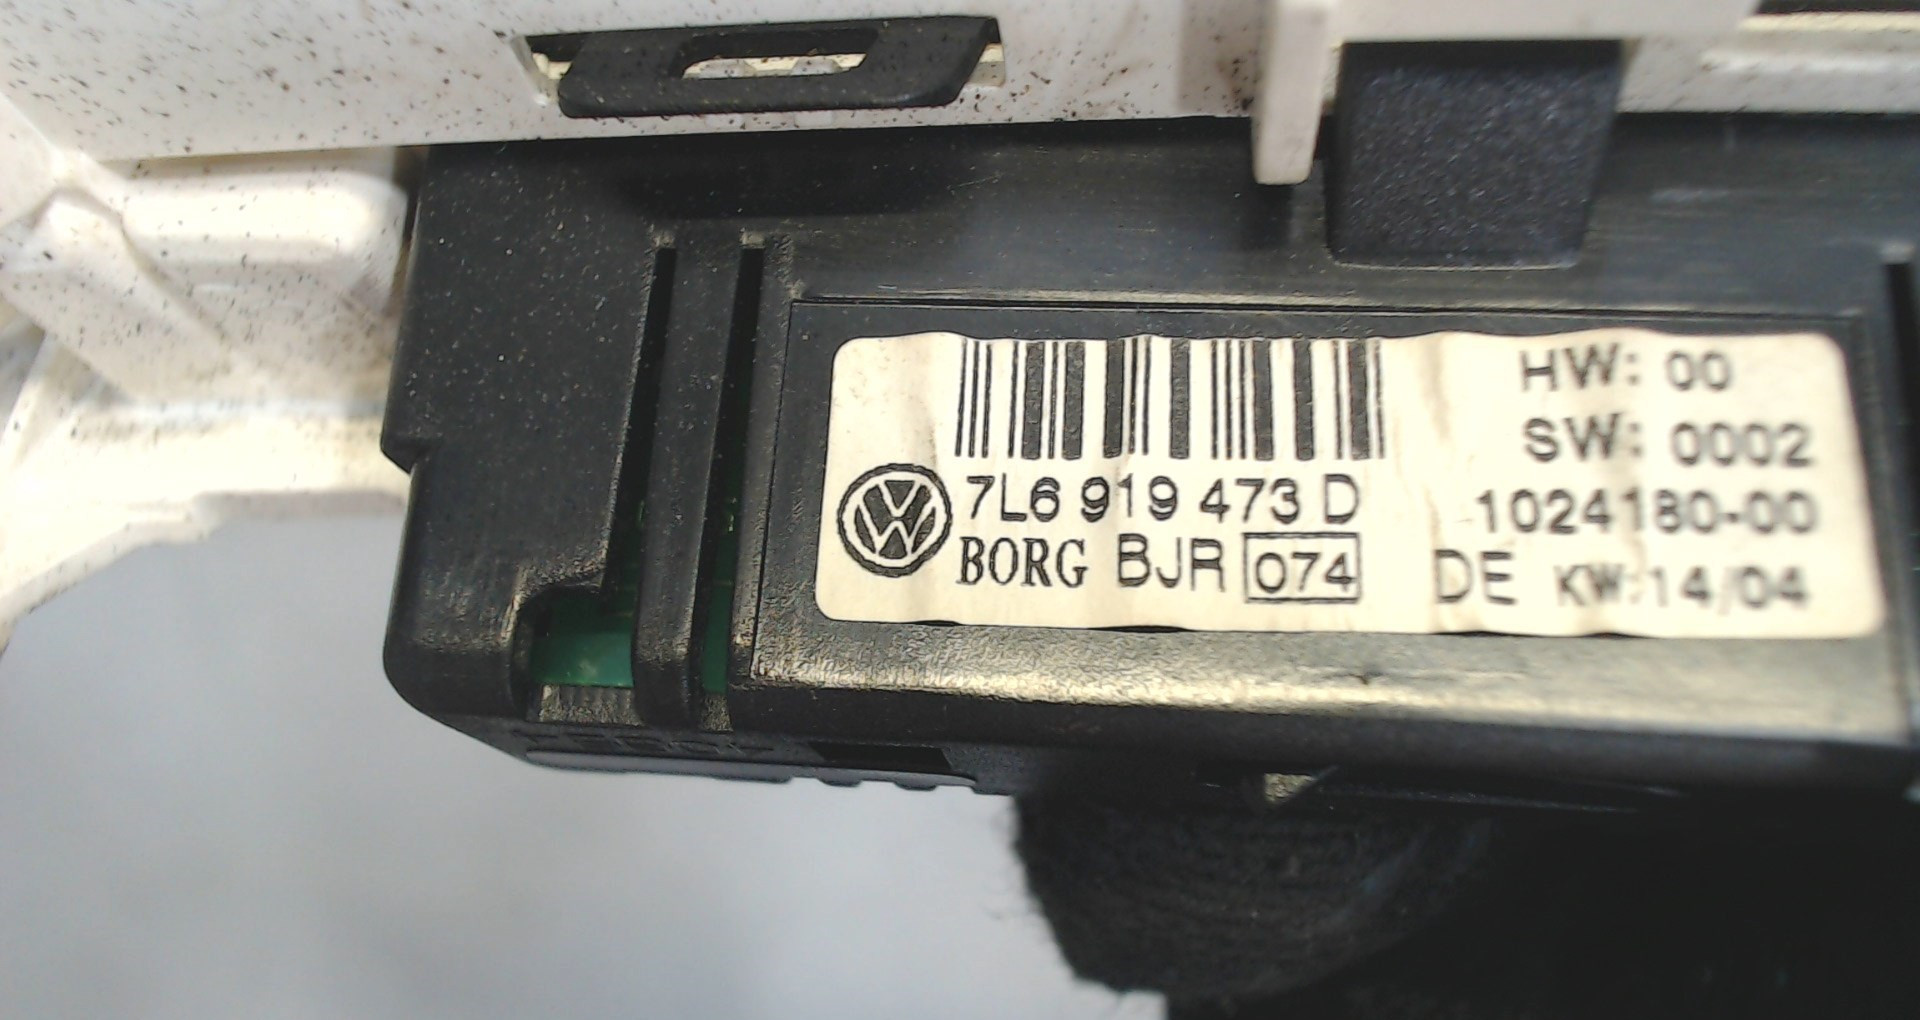 HW: 00
SW: 0002
7L6 919 473 D 1024180-00
BORG BJR 074 DE KW:14/04